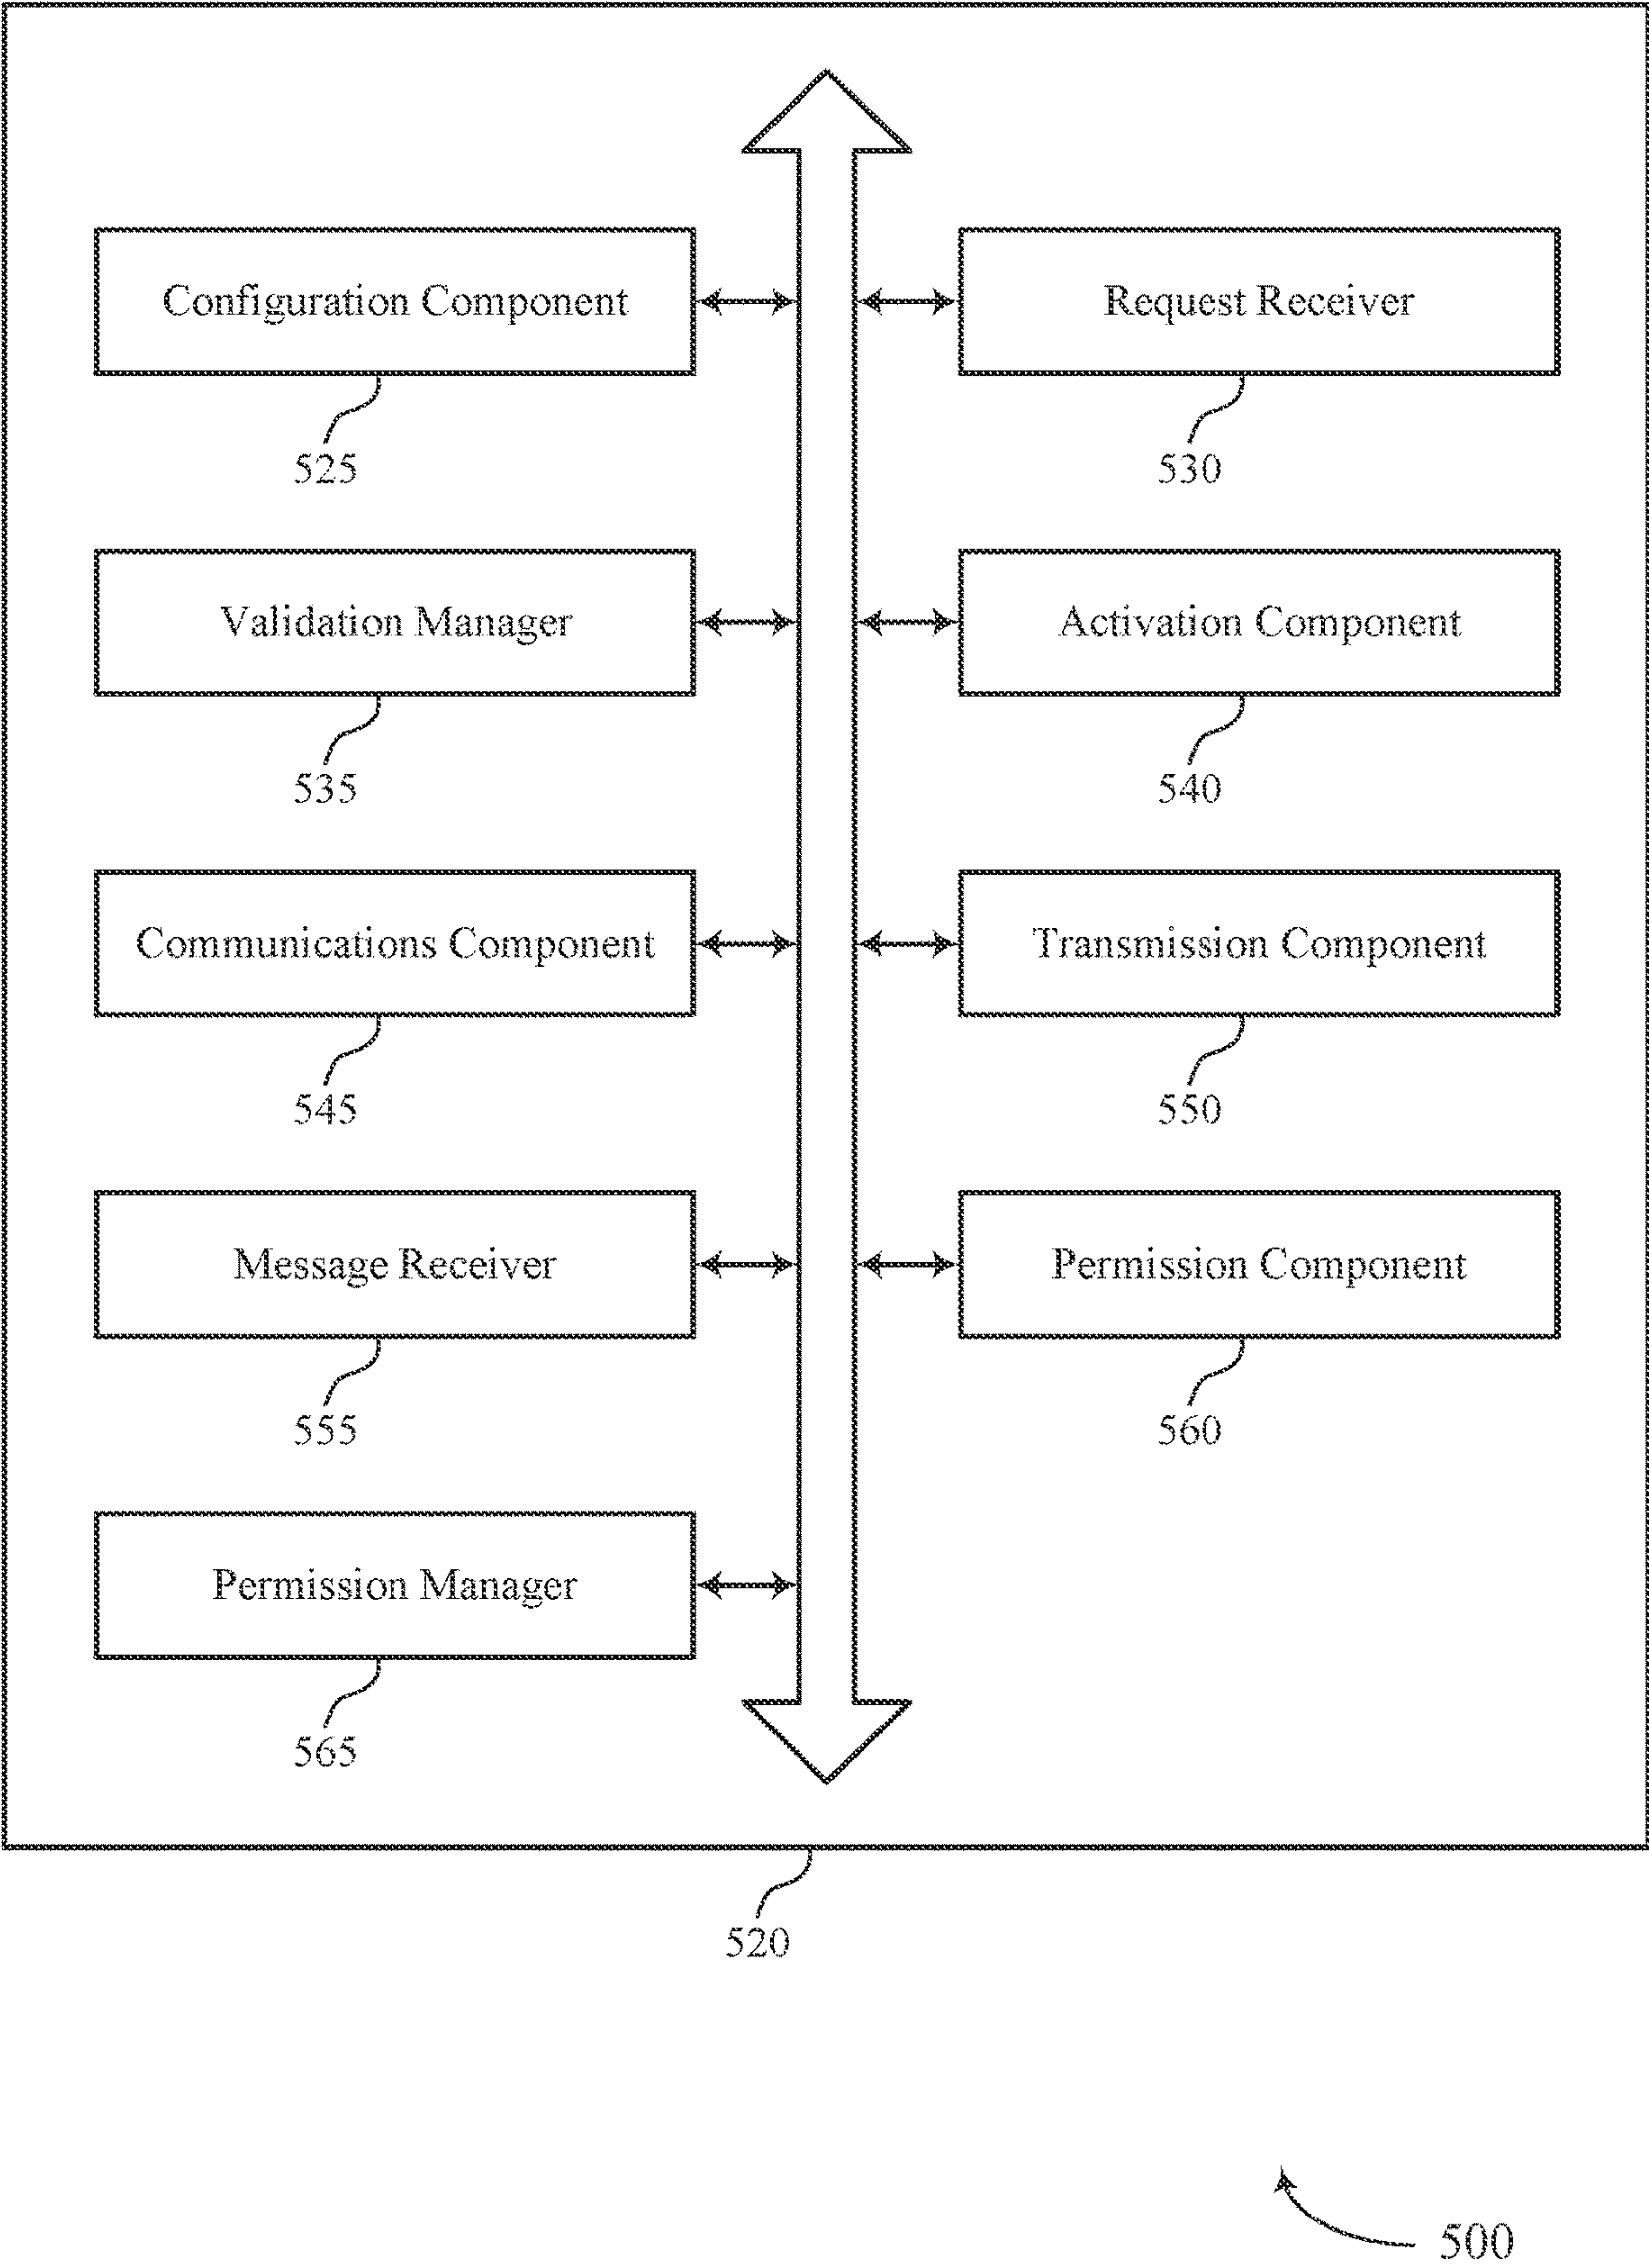 Configuration Component
Request Receiver
525
530
Validation Manager
Activation Component
535
540
Communications Component
Transmission Component
545
550
Message Receiver
Permission Component
555
560
Permission Manager
565
520
500